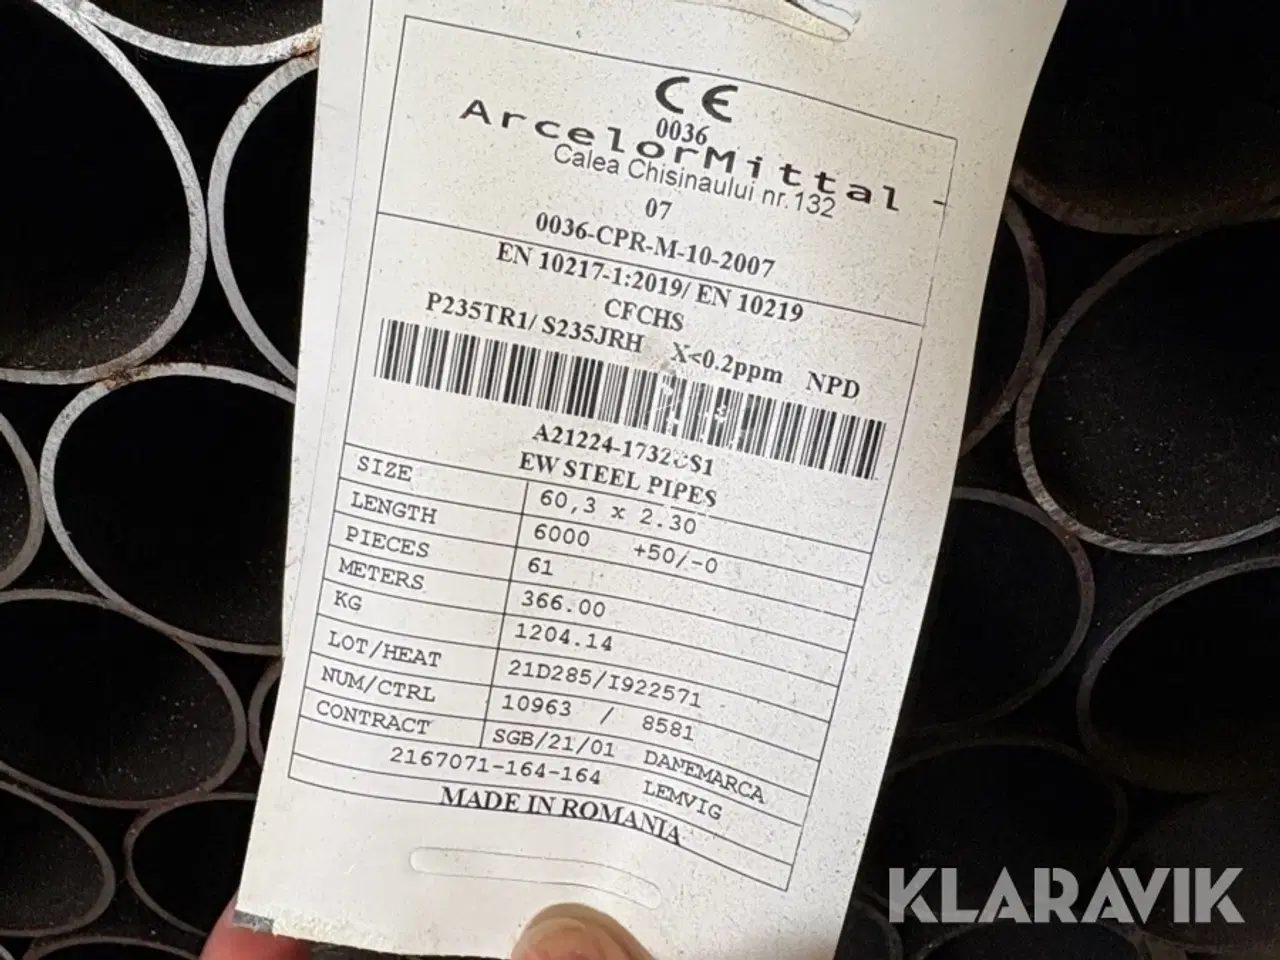 CE
0036
ArcelorMittal -
Calea Chisinaului nr.132
07
0036-CPR-M-10-2007
EN 10217-1:2019/ EN 10219
CFCHS
P235TR1/ S235JRH X<0.2ppm NPD
EW STEEL PIPES
SIZE 60,3 x 2.30
LENGTH 6000 +50/-0
PIECES 61
METERS 366.00
KG 1204.14
LOT/HEAT 21D285/I922571
NUM/CTRL 10963 / 8581
CONTRACT SGB/21/01 DANEMARCA
2167071-164-164 LEMVIG
MADE IN ROMANIA
KLARAVIK